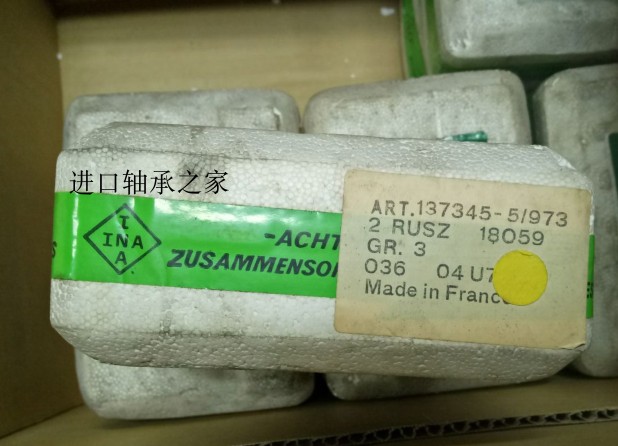 进口轴承之家
I
INA
A
-ACHT
ZUSAMMENSO
ART.137345-5/973
2 RUSZ 18059
GR. 3
036 04 U7
Made in Franc